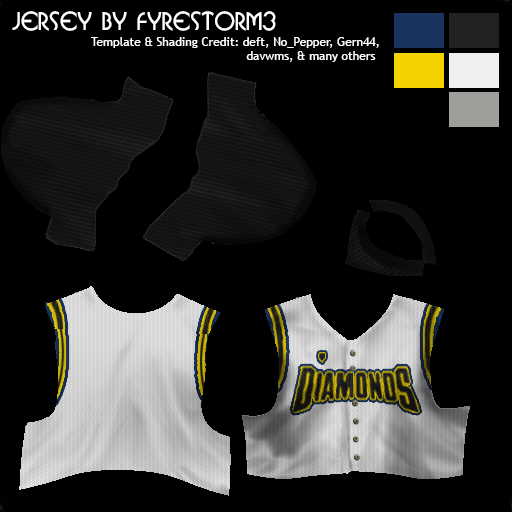 JERSEY BY FYRESTORM3
Template & Shading Credit: deft, No_Pepper, Gern44,
davwms, & many others
DIAMONDS